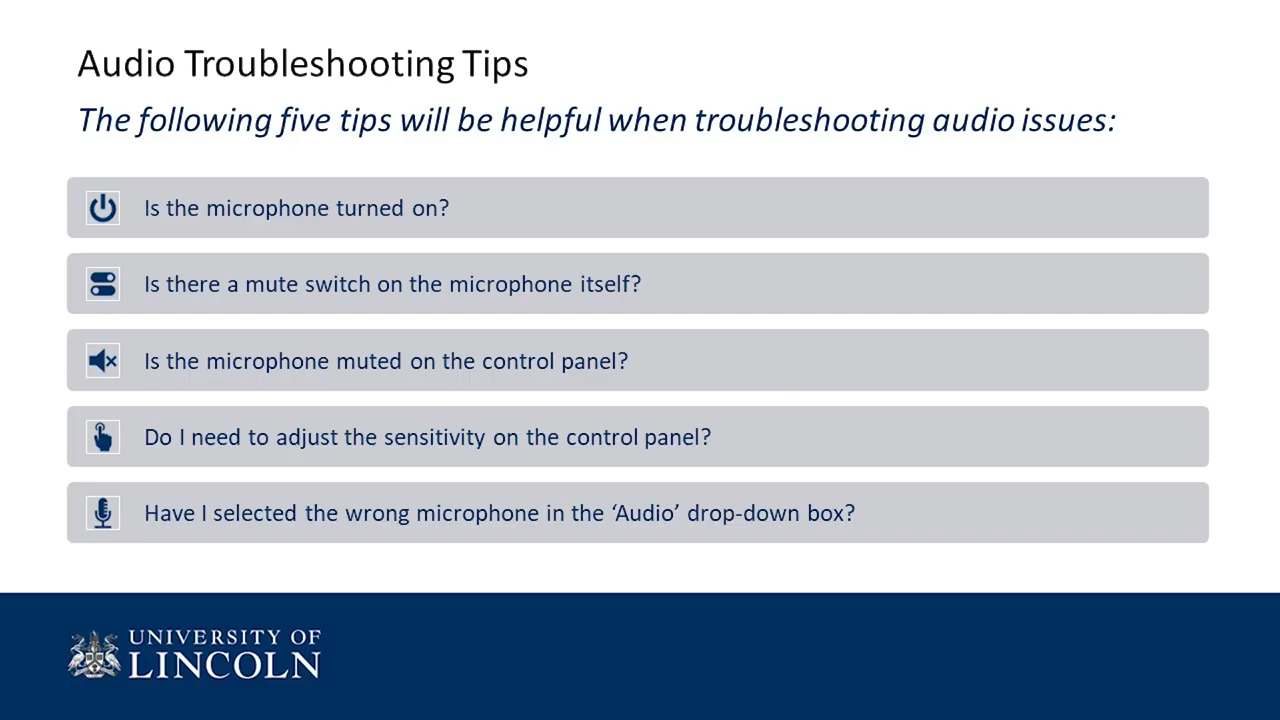 Audio Troubleshooting Tips
The following five tips will be helpful when troubleshooting audio issues:
Is the microphone turned on?
Is there a mute switch on the microphone itself?
Is the microphone muted on the control panel?
Do I need to adjust the sensitivity on the control panel?
Have I selected the wrong microphone in the ‘Audio’ drop-down box?
UNIVERSITY OF
LINCOLN